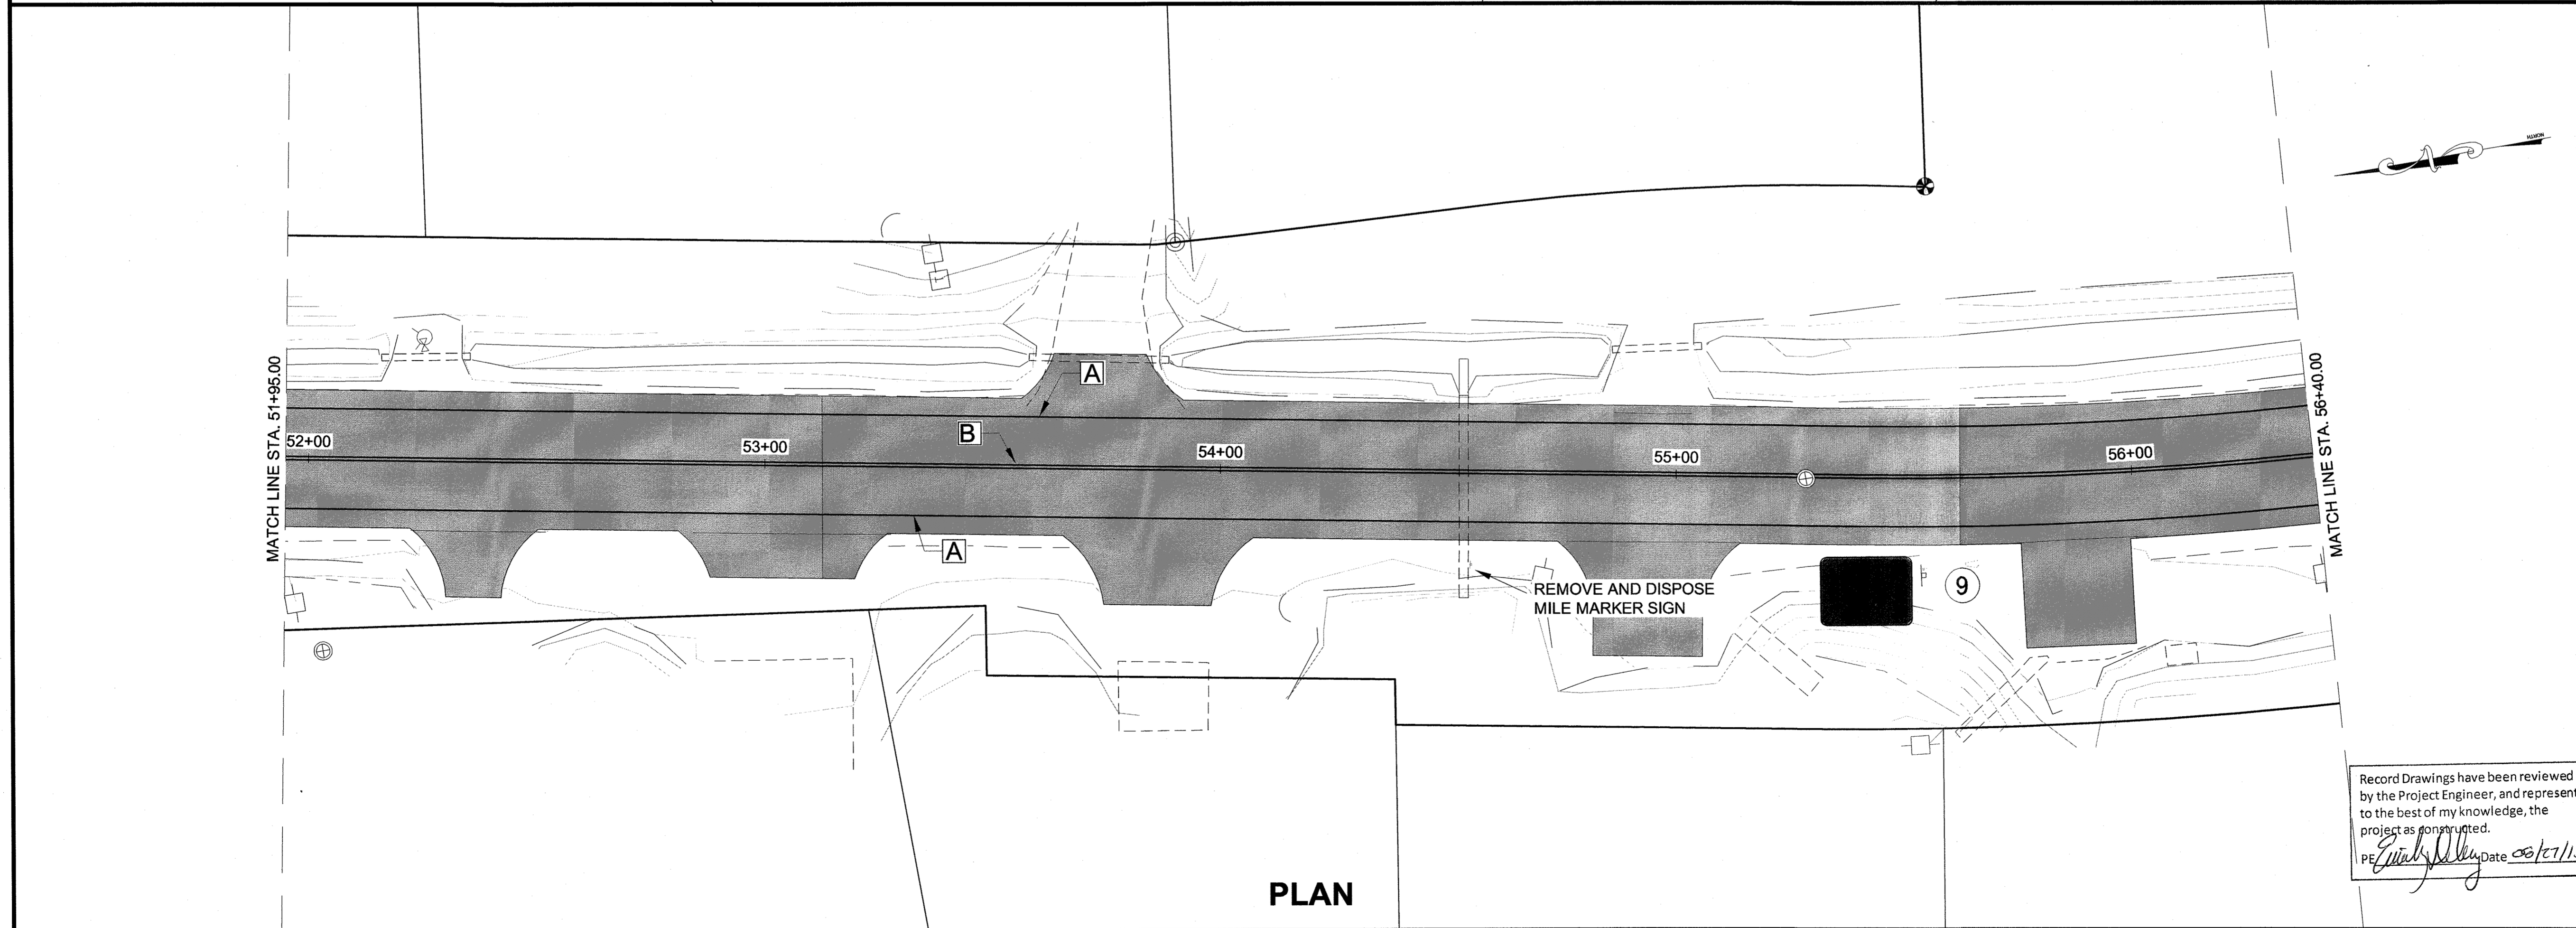 NORTH
MATCH LINE STA. 51+95.00
52+00
53+00
54+00
55+00
56+00
MATCH LINE STA. 56+40.00
A
B
A
REMOVE AND DISPOSE
MILE MARKER SIGN
9
PLAN
Record Drawings have been reviewed
by the Project Engineer, and represent
to the best of my knowledge, the
project as constructed.
PE Date